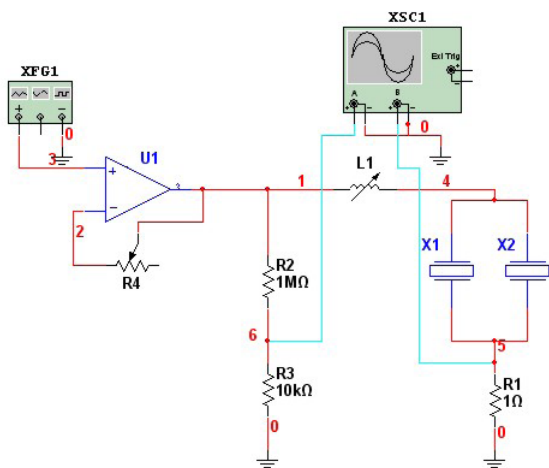 XSC1
XFG1
Ext Trig
+
-
A
B
+ - + -
+ -
0
0
3
U1
+
-
2
1
L1
4
R4
R2
1MΩ
X1
X2
6
5
R3
10kΩ
R1
1Ω
0
0